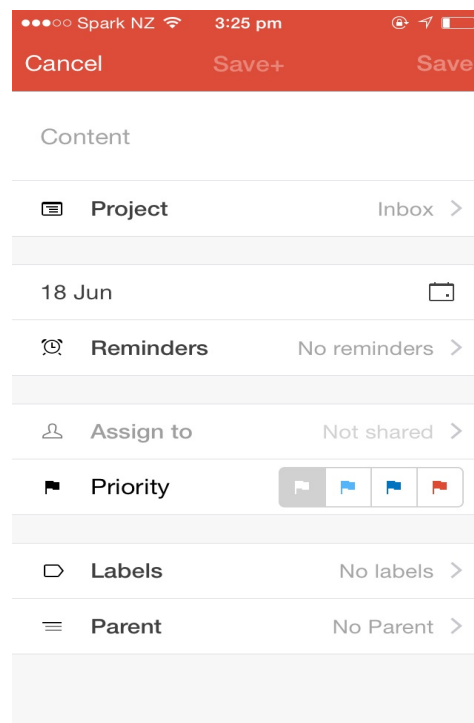 Spark NZ 3:25 pm
Cancel Save+ Save
Content
Project Inbox
18 Jun
Reminders No reminders
Assign to Not shared
Priority
Labels No labels
Parent No Parent